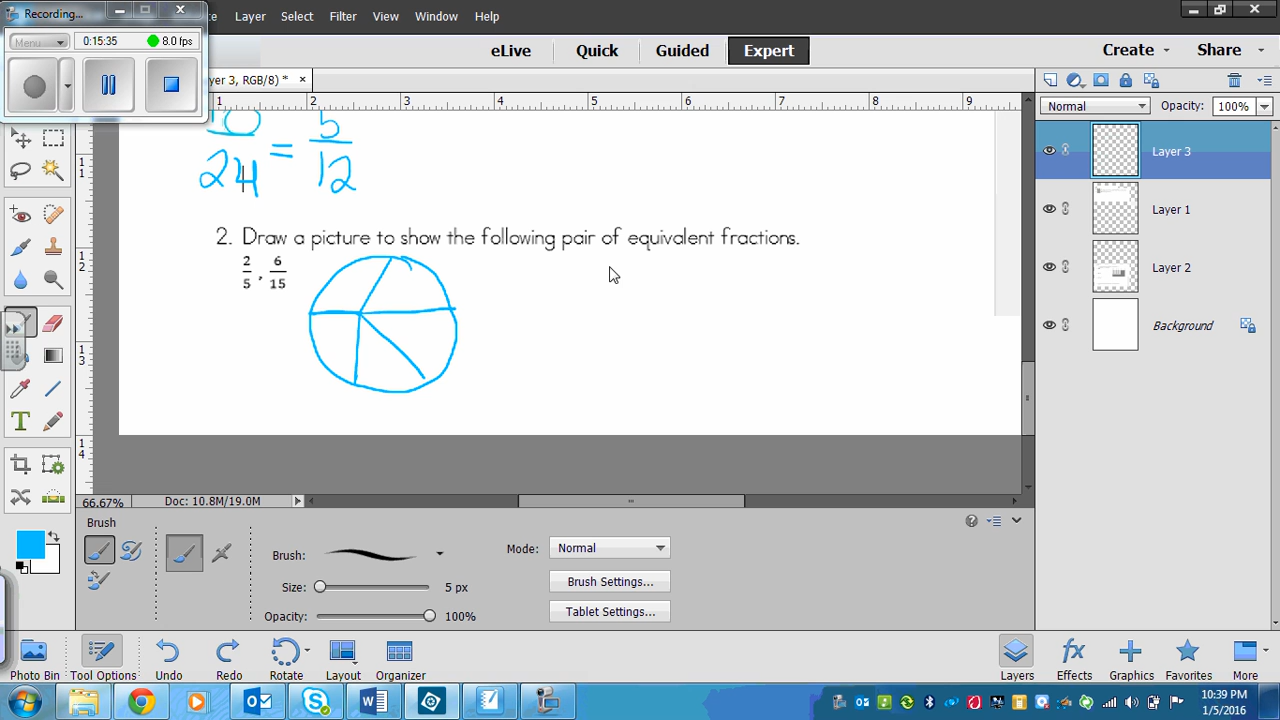 Recording...
Layer Select Filter View Window Help
Menu 0:15:35 8.0 fps
eLive Quick Guided Expert Create Share
yer 3, RGB/8) *
1 2 3 4 5 6 7 8 9
Normal Opacity: 100%
10/24 = 5/12
Layer 3
Layer 1
2. Draw a picture to show the following pair of equivalent fractions.
2/5 , 6/15
Layer 2
Background
11
12
13
14
66.67% Doc: 10.8M/19.0M
Brush
Brush: Mode: Normal
Size: 5 px Brush Settings...
Opacity: 100% Tablet Settings...
Photo Bin Tool Options Undo Redo Rotate Layout Organizer Layers Effects Graphics Favorites More
10:39 PM
1/5/2016